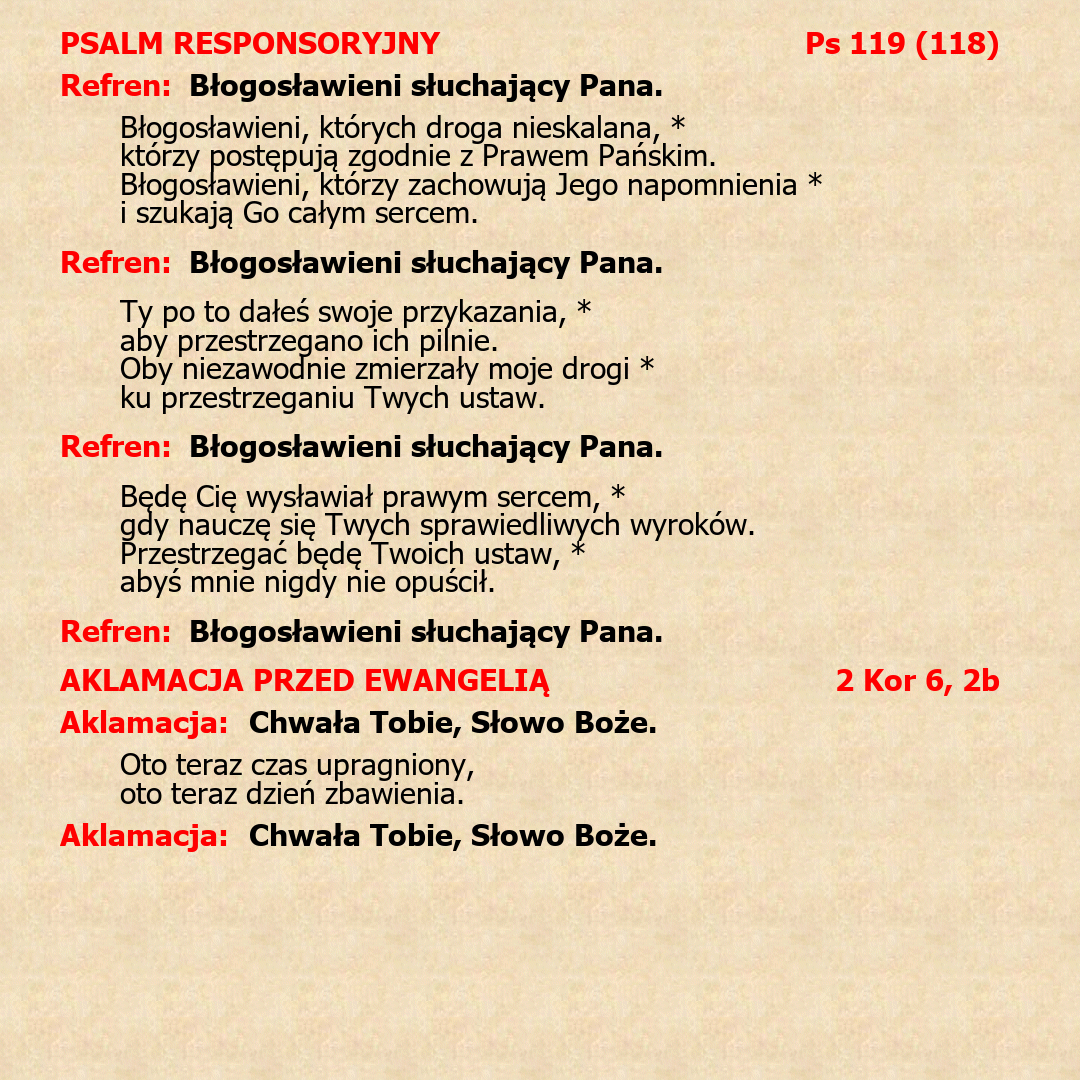 PSALM RESPONSORYJNY Ps 119 (118)
Refren: Błogosławieni słuchający Pana.
Błogosławieni, których droga nieskalana, *
którzy postępują zgodnie z Prawem Pańskim.
Błogosławieni, którzy zachowują Jego napomnienia *
i szukają Go całym sercem.
Refren: Błogosławieni słuchający Pana.
Ty po to dałeś swoje przykazania, *
aby przestrzegano ich pilnie.
Oby niezawodnie zmierzały moje drogi *
ku przestrzeganiu Twych ustaw.
Refren: Błogosławieni słuchający Pana.
Będę Cię wysławiał prawym sercem, *
gdy nauczę się Twych sprawiedliwych wyroków.
Przestrzegać będę Twoich ustaw, *
abyś mnie nigdy nie opuścił.
Refren: Błogosławieni słuchający Pana.
AKLAMACJA PRZED EWANGELIĄ 2 Kor 6, 2b
Aklamacja: Chwała Tobie, Słowo Boże.
Oto teraz czas upragniony,
oto teraz dzień zbawienia.
Aklamacja: Chwała Tobie, Słowo Boże.